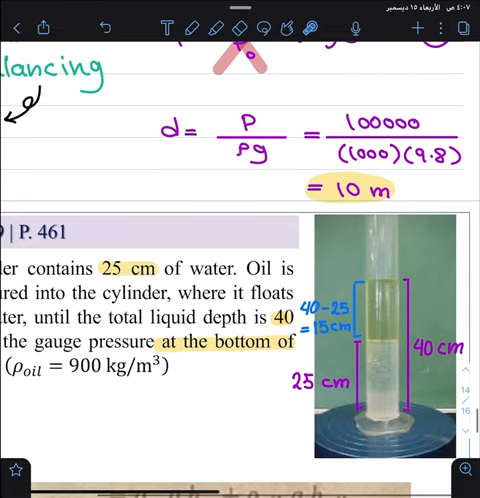 ٤:٠٧ ص الأربعاء ١٥ ديسمبر
lancing
d = P / ρg = 100000 / (1000)(9.8)
= 10 m
9 | P. 461
der contains 25 cm of water. Oil is
ured into the cylinder, where it floats
ter, until the total liquid depth is 40
the gauge pressure at the bottom of
(ρoil = 900 kg/m³)
40-25
=15cm
40 cm
25 cm
14
/
16